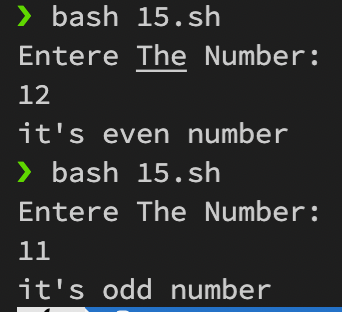 ❯ bash 15.sh
Entere The Number:
12
it's even number
❯ bash 15.sh
Entere The Number:
11
it's odd number